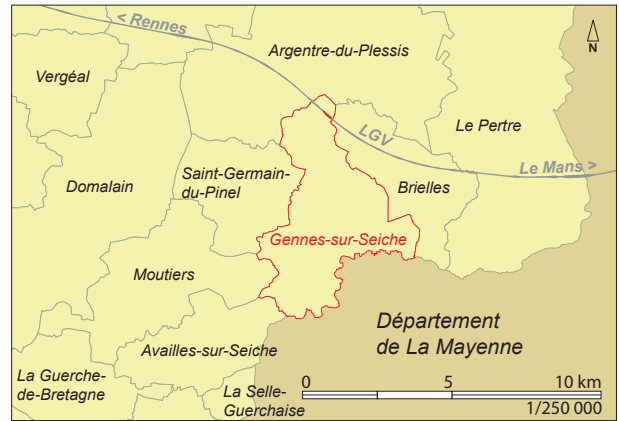 < Rennes
Argentre-du-Plessis
N
Vergéal
Le Pertre
LGV
Le Mans >
Saint-Germain-
du-Pinel
Domalain
Brielles
Gennes-sur-Seiche
Moutiers
Département
de La Mayenne
Availles-sur-Seiche
La Guerche-
de-Bretagne
La Selle-
Guerchaise
0 5 10 km
1/250 000